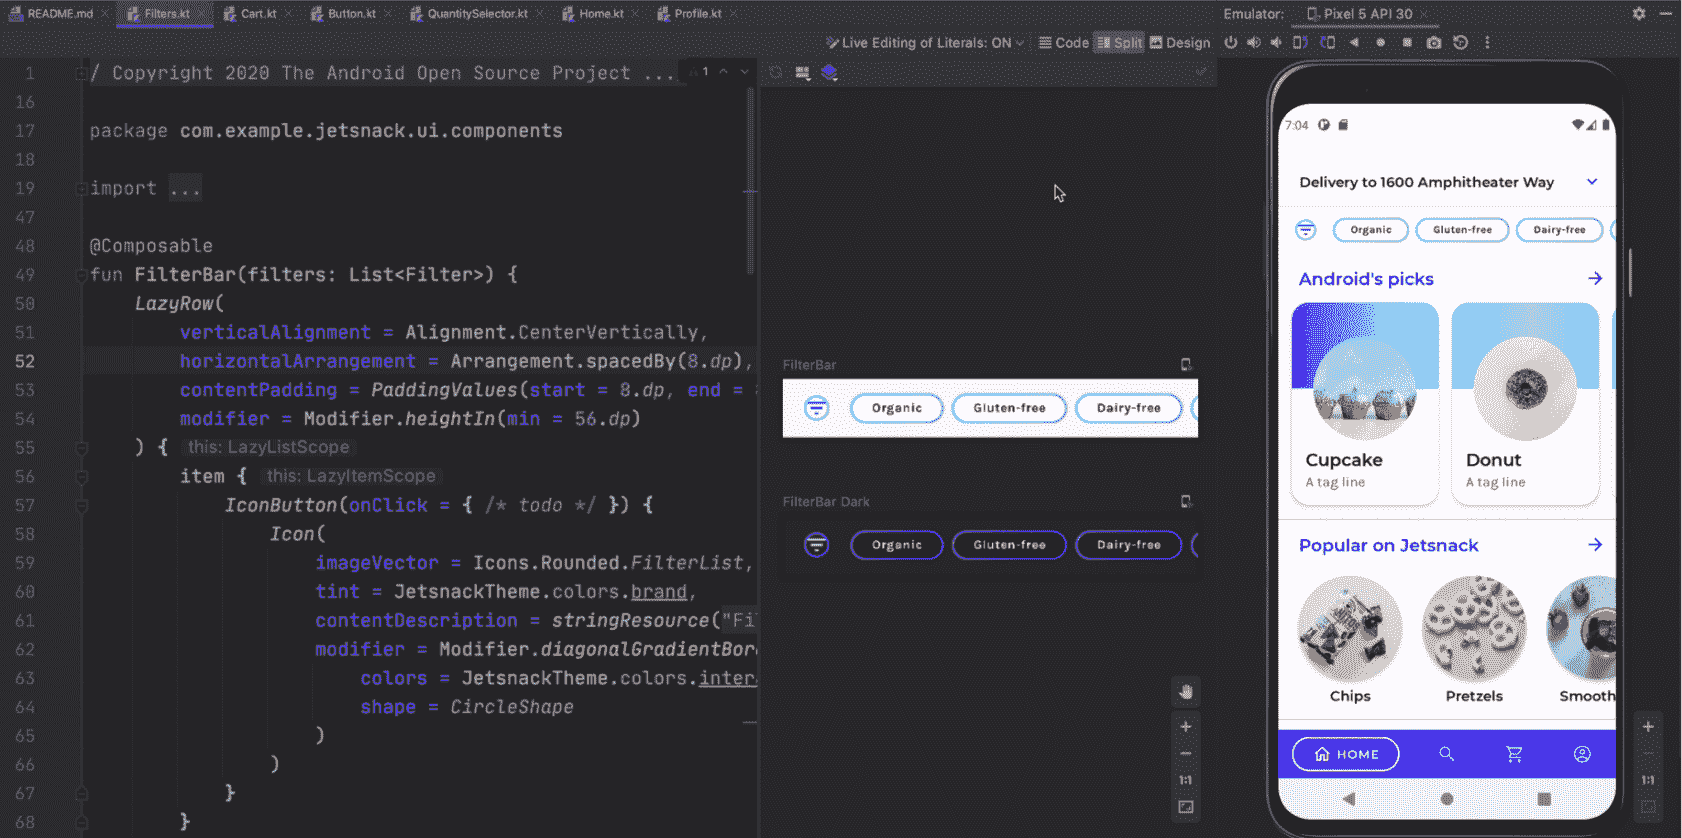 README.md Filters.kt Cart.kt Button.kt QuantitySelector.kt Home.kt Profile.kt
Emulator: Pixel 5 API 30
Live Editing of Literals: ON Code Split Design
1 / Copyright 2020 The Android Open Source Project ... 1
16
17 package com.example.jetsnack.ui.components
18
19 import ...
47
48 @Composable
49 fun FilterBar(filters: List<Filter>) {
50 LazyRow(
51 verticalAlignment = Alignment.CenterVertically,
52 horizontalArrangement = Arrangement.spacedBy(8.dp),
53 contentPadding = PaddingValues(start = 8.dp, end =
54 modifier = Modifier.heightIn(min = 56.dp)
55 ) { this: LazyListScope
56 item { this: LazyItemScope
57 IconButton(onClick = { /* todo */ }) {
58 Icon(
59 imageVector = Icons.Rounded.FilterList,
60 tint = JetsnackTheme.colors.brand,
61 contentDescription = stringResource("Fi
62 modifier = Modifier.diagonalGradientBor
63 colors = JetsnackTheme.colors.inter
64 shape = CircleShape
65 )
66 )
67 }
68 }
FilterBar
Organic Gluten-free Dairy-free
FilterBar Dark
Organic Gluten-free Dairy-free
1:1
7:04
Delivery to 1600 Amphitheater Way
Organic Gluten-free Dairy-free
Android's picks
Cupcake
A tag line
Donut
A tag line
Popular on Jetsnack
Chips Pretzels Smooth
HOME
1:1